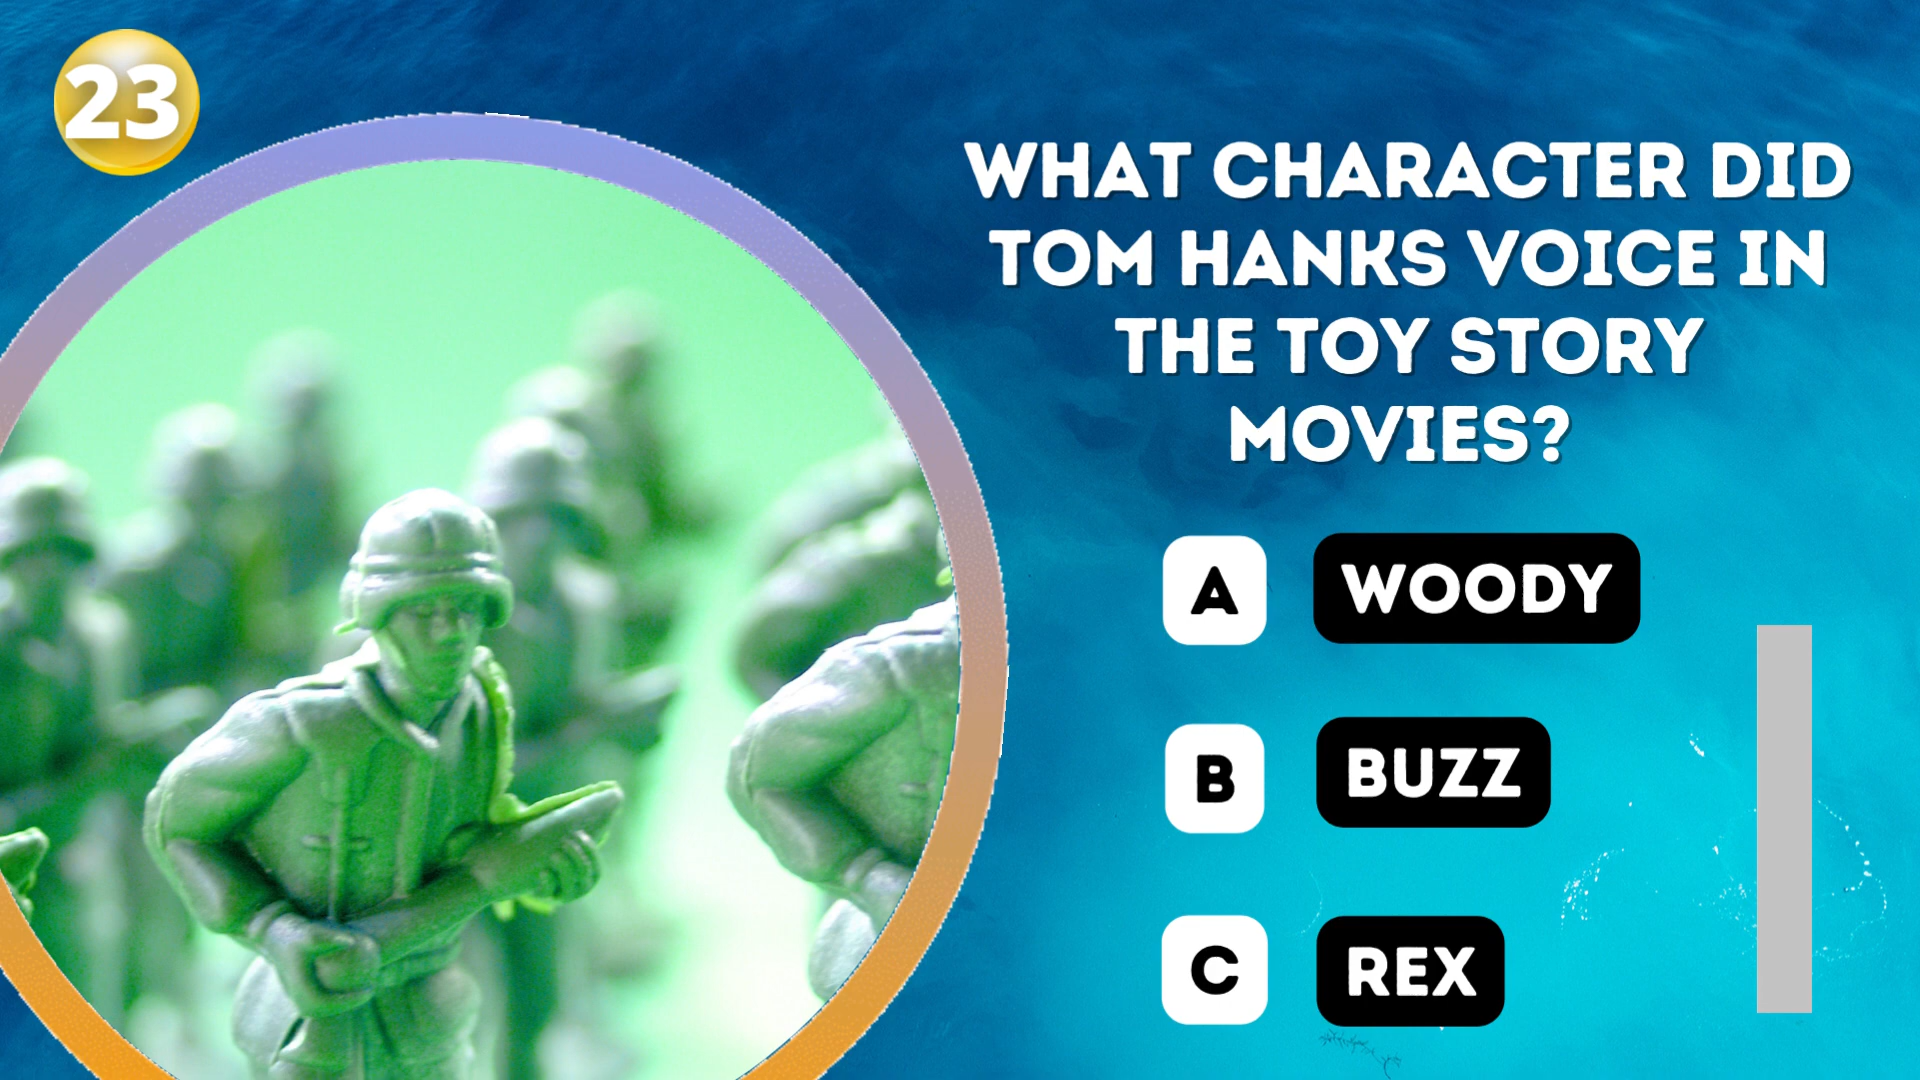 23
WHAT CHARACTER DID
TOM HANKS VOICE IN
THE TOY STORY
MOVIES?
A WOODY
B BUZZ
C REX